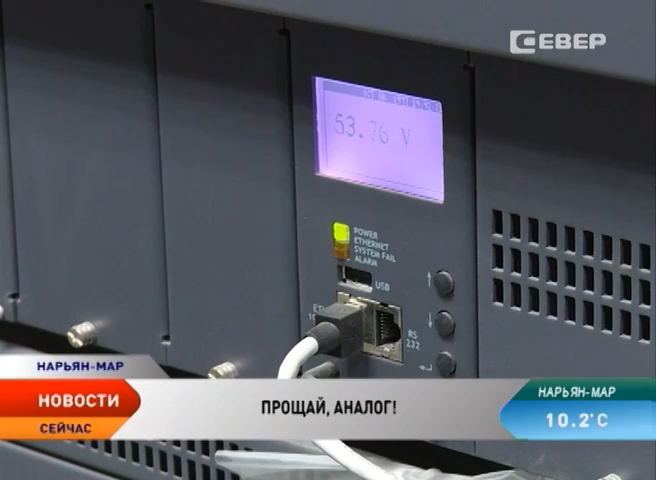 СЕВЕР
53.76 V
POWER
ETHERNET
SYSTEM FAIL
ALARM
USB
RS
232
НАРЬЯН-МАР
НОВОСТИ
СЕЙЧАС
ПРОЩАЙ, АНАЛОГ!
НАРЬЯН-МАР
10.2°C